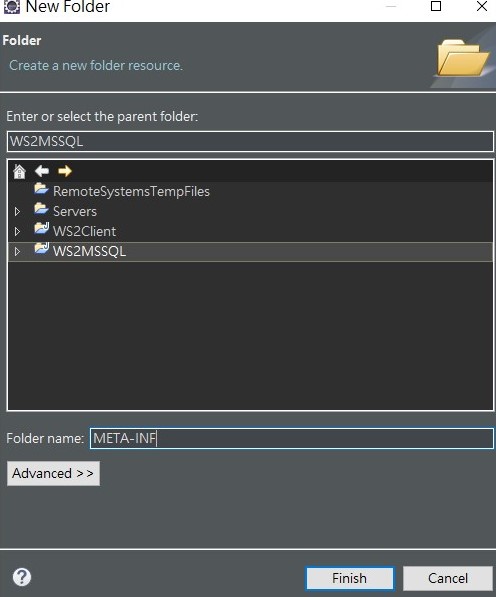 New Folder
Folder
Create a new folder resource.
Enter or select the parent folder:
WS2MSSQL
RemoteSystemsTempFiles
Servers
WS2Client
WS2MSSQL
Folder name: META-INF
Advanced >>
Finish Cancel